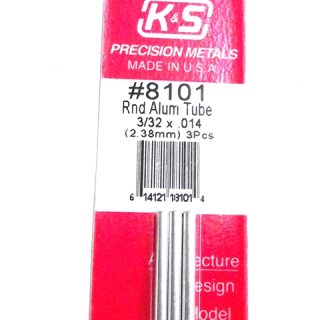 K&S
PRECISION METALS
MADE IN U.S.A.
#8101
Rnd Alum Tube
3/32 x .014
(2.38mm) 3Pcs
6 14121 18101 4